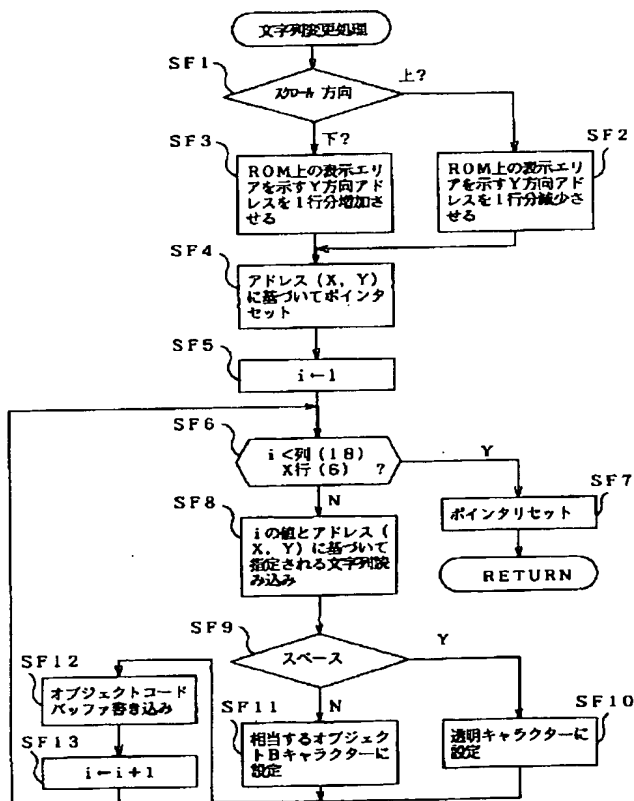 文字列変更処理
SF1
スクロール 方向
上?
下?
SF3
ROM上の表示エリ
アを示すY方向アド
レスを1行分増加さ
せる
SF2
ROM上の表示エリ
アを示すY方向アド
レスを1行分減少さ
せる
SF4
アドレス(X, Y)
に基づいてポインタ
セット
SF5
i←1
SF6
i<列(18)
X行(6) ?
Y
N
SF7
ポインタリセット
RETURN
SF8
iの値とアドレス(
X, Y)に基づいて
指定される文字列読
み込み
SF9
スペース
Y
N
SF12
オブジェクトコード
バッファ書き込み
SF13
i←i+1
SF11
相当するオブジェク
トBキャラクターに
設定
SF10
透明キャラクターに
設定